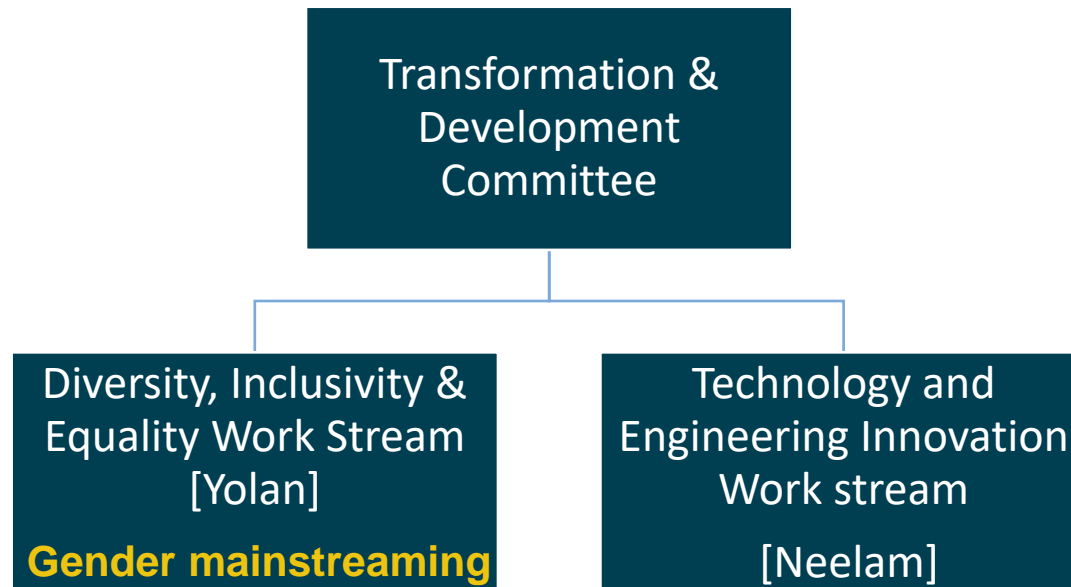 Transformation &
Development
Committee
Diversity, Inclusivity &
Equality Work Stream
[Yolan]
Gender mainstreaming
Technology and
Engineering Innovation
Work stream
[Neelam]